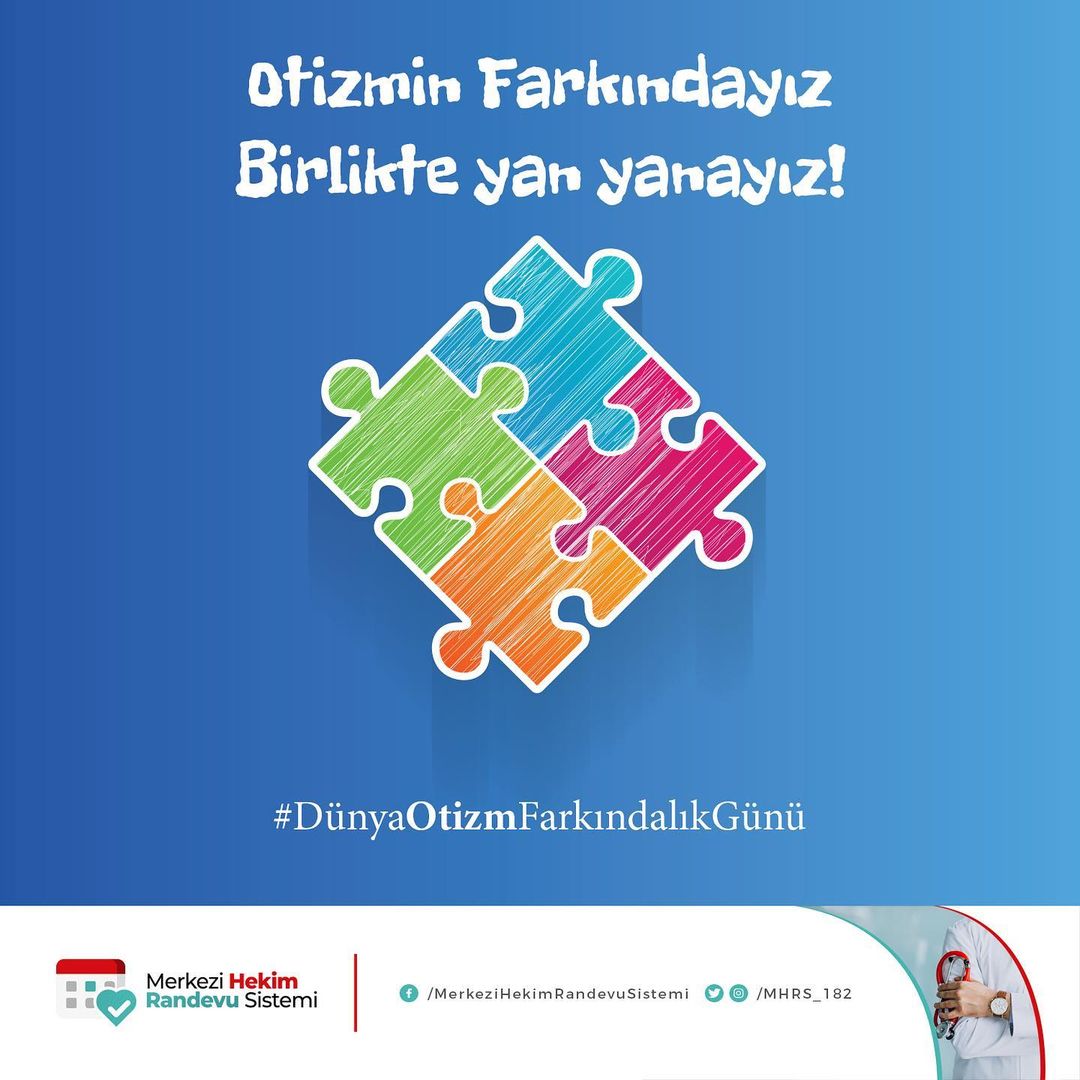 Otizmin Farkındayız
Birlikte yan yanayız!
#DünyaOtizmFarkındalıkGünü
Merkezi Hekim
Randevu Sistemi
/MerkeziHekimRandevuSistemi /MHRS_182